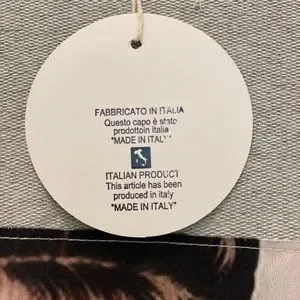 FABBRICATO IN ITALIA
Questo capo è stato
prodottoin italia
"MADE IN ITALY"
ITALIAN PRODUCT
This article has been
produced in italy
"MADE IN ITALY"